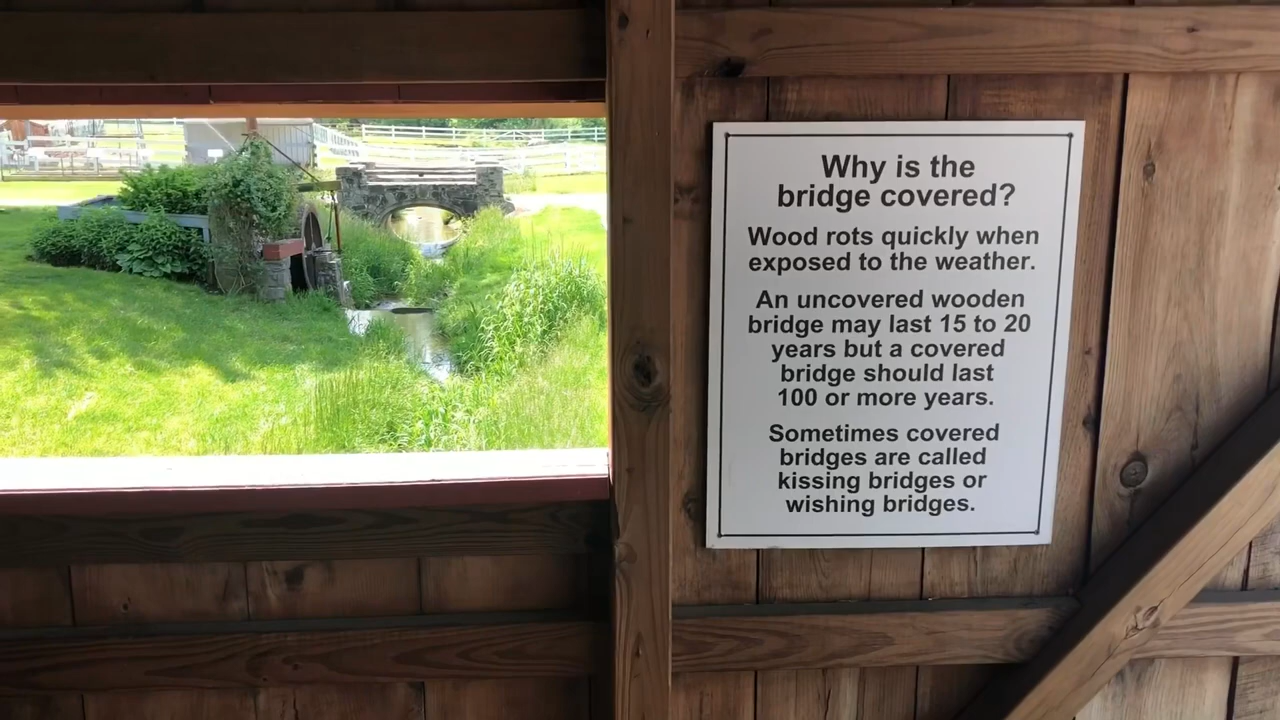 Why is the
bridge covered?
Wood rots quickly when
exposed to the weather.
An uncovered wooden
bridge may last 15 to 20
years but a covered
bridge should last
100 or more years.
Sometimes covered
bridges are called
kissing bridges or
wishing bridges.